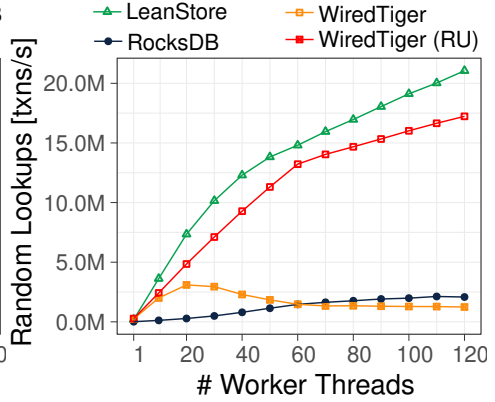 LeanStore
WiredTiger
RocksDB
WiredTiger (RU)
Random Lookups [txns/s]
20.0M
15.0M
10.0M
5.0M
0.0M
1
20
40
60
80
100
120
# Worker Threads